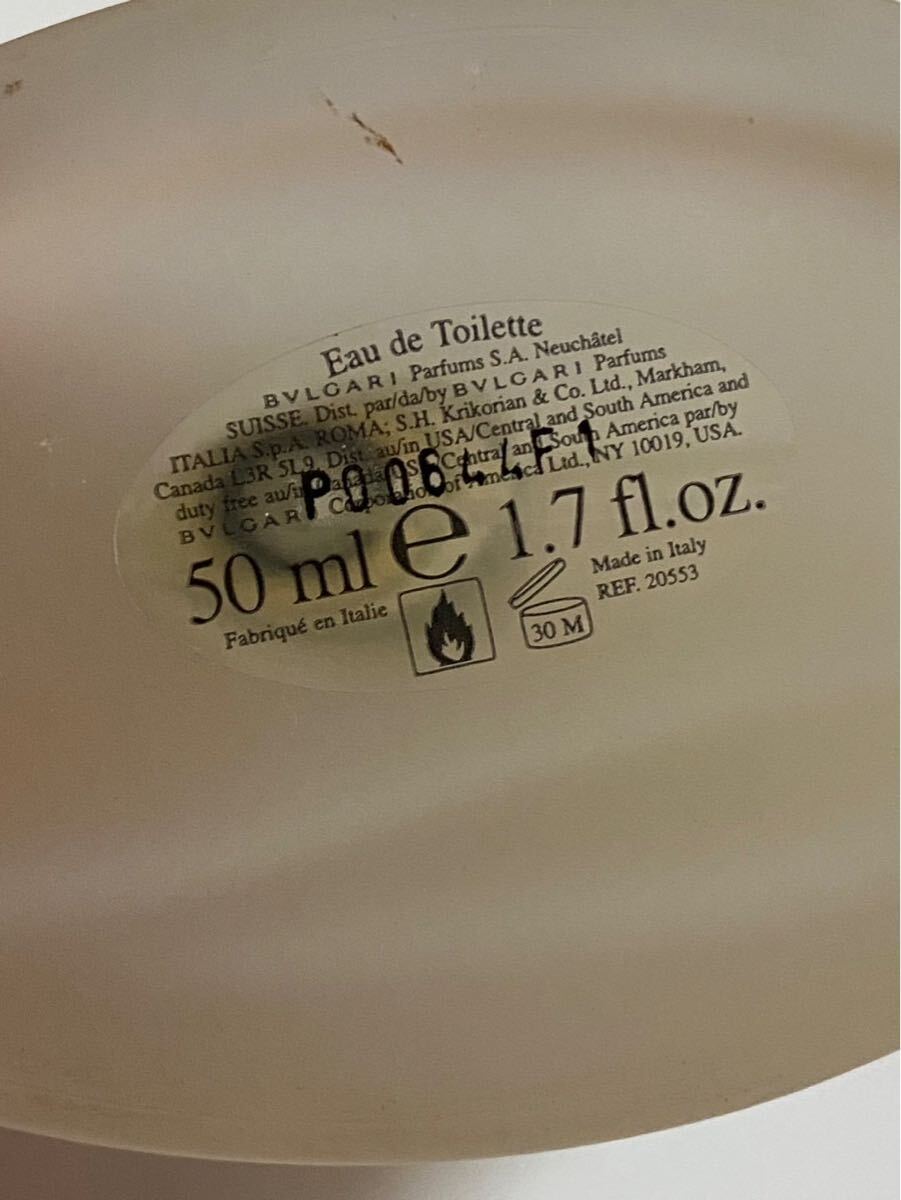 Eau de Toilette
BVLGARI Parfums S.A. Neuchâtel
SUISSE. Dist. par/da/by BVLGARI Parfums
ITALIA S.p.A. ROMA; S.H. Krikorian & Co. Ltd., Markham,
Canada L3R 5L9. Dist. au/in USA/Central and South America and
duty free au/in Canada/USA/Central and South America par/by
BVLGARI Corporation of America Ltd., NY 10019, USA.
P00644F1
50 ml e 1.7 fl.oz.
Fabriqué en Italie
30 M
Made in Italy
REF. 20553